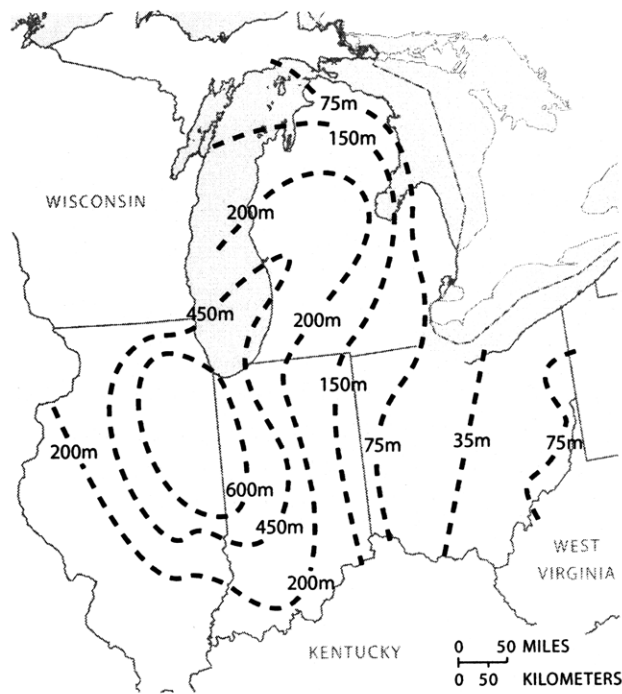 75m
150m
WISCONSIN
200m
450m
200m
150m
75m
35m
75m
200m
600m
450m
200m
WEST
VIRGINIA
KENTUCKY
0 50 MILES
0 50 KILOMETERS